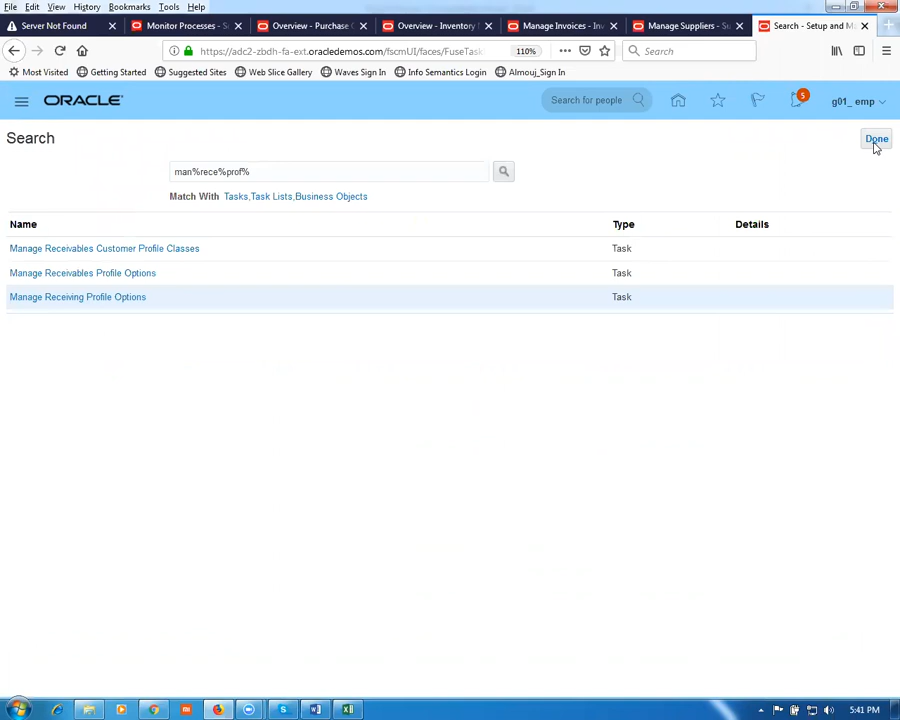 File Edit View History Bookmarks Tools Help
Server Not Found
Monitor Processes - S
Overview - Purchase
Overview - Inventory
Manage Invoices - Inv
Manage Suppliers - Su
Search - Setup and M
https://adc2-zbdh-fa-ext.oracledemos.com/fscmUI/faces/FuseTask 110% Search
Most Visited Getting Started Suggested Sites Web Slice Gallery Waves Sign In Info Semantics Login Almouj_Sign In
ORACLE Search for people 5 g01_ emp
Search Done
man%rece%prof%
Match With Tasks,Task Lists,Business Objects
Name Type Details
Manage Receivables Customer Profile Classes Task
Manage Receivables Profile Options Task
Manage Receiving Profile Options Task
5:41 PM